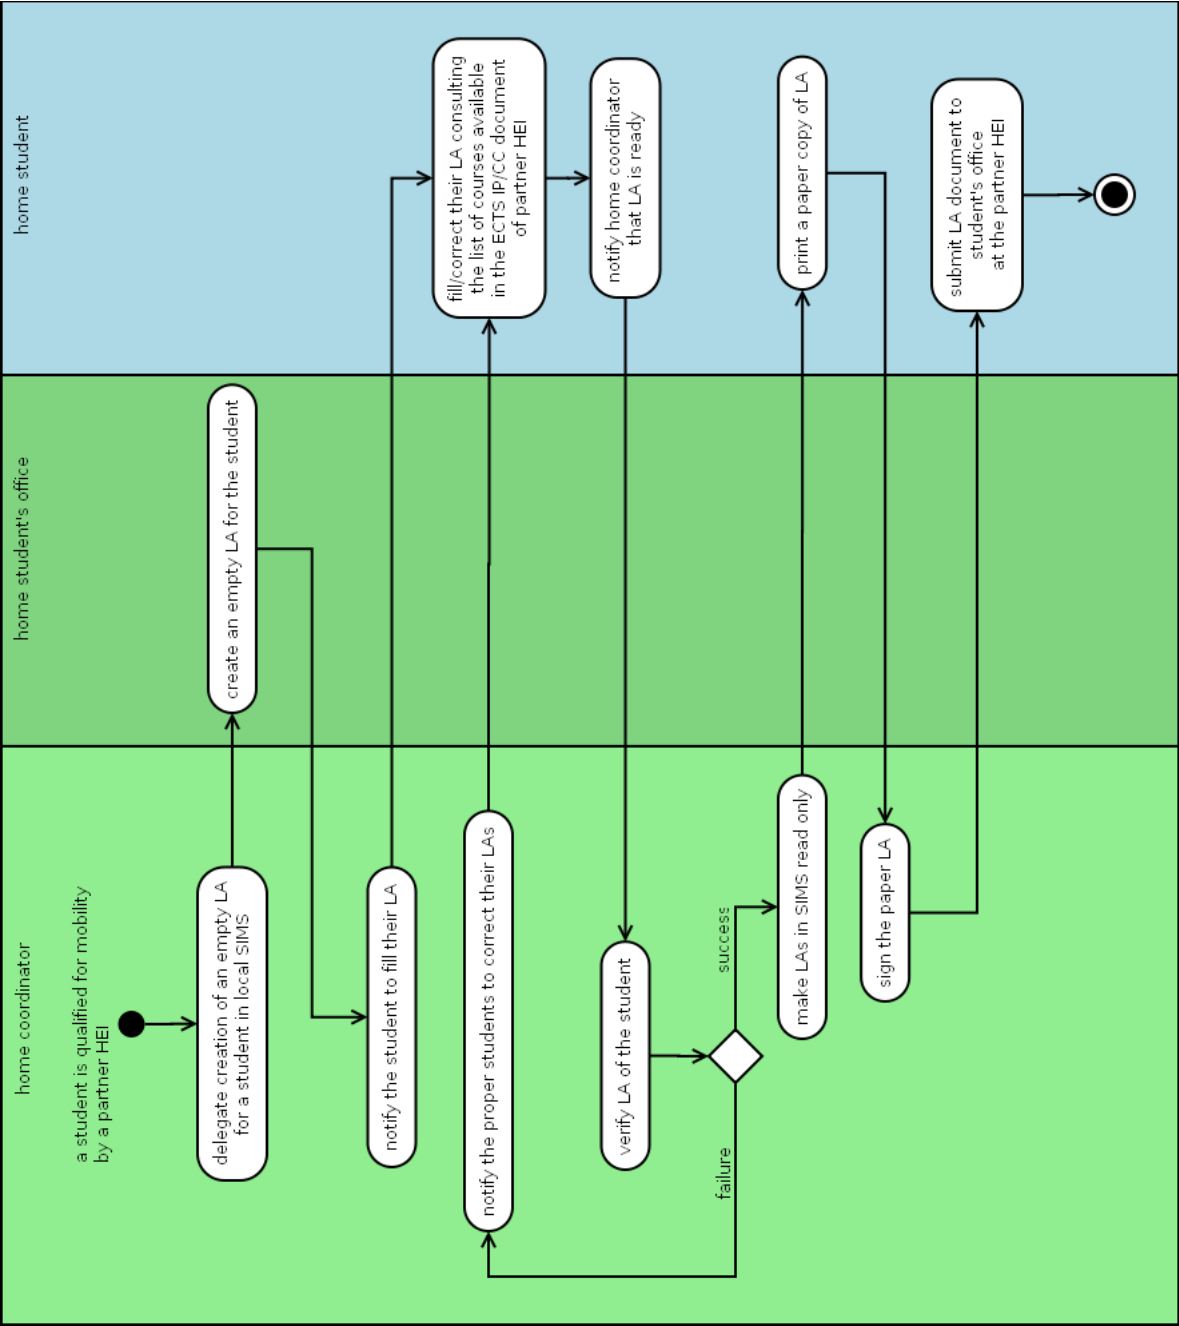 home coordinator
home student's office
home student
a student is qualified for mobility
by a partner HEI
delegate creation of an empty LA
for a student in local SIMS
create an empty LA for the student
notify the student to fill their LA
fill/correct their LA consulting
the list of courses available
in the ECTS IP/CC document
of partner HEI
notify the proper students to correct their LAs
notify home coordinator
that LA is ready
verify LA of the student
failure
success
make LAs in SIMS read only
print a paper copy of LA
sign the paper LA
submit LA document to
student's office
at the partner HEI